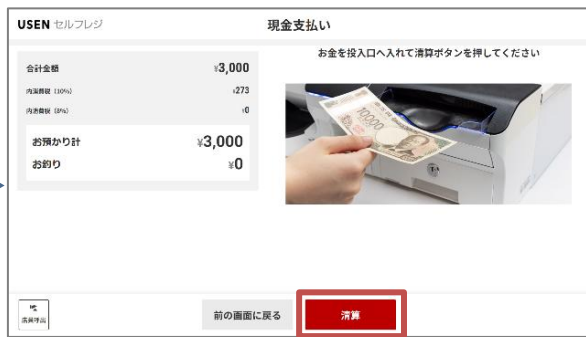 USEN セルフレジ
現金支払い
お金を投入口へ入れて清算ボタンを押してください
合計金額 ¥3,000
内消費税 (10%) ¥273
内消費税 (8%) ¥0
お預かり計 ¥3,000
お釣り ¥0
10000
前の画面に戻る
清算